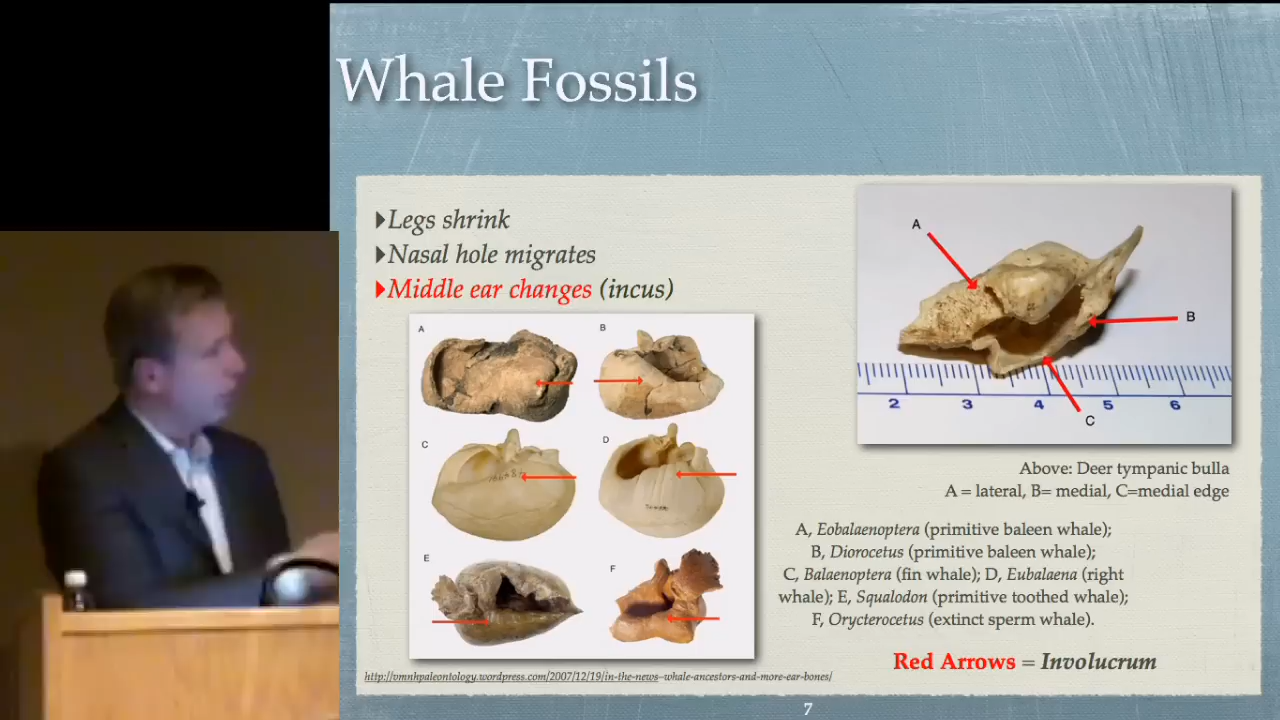 Whale Fossils
Legs shrink
Nasal hole migrates
Middle ear changes (incus)
A
B
C
D
E
F
http://vmnhpaleontology.wordpress.com/2007/12/19/in-the-news--whale-ancestors-and-more-ear-bones/
A
B
C
2 3 4 5 6
Above: Deer tympanic bulla
A = lateral, B= medial, C=medial edge
A, Eobalaenoptera (primitive baleen whale);
B, Diorocetus (primitive baleen whale);
C, Balaenoptera (fin whale); D, Eubalaena (right
whale); E, Squalodon (primitive toothed whale);
F, Orycterocetus (extinct sperm whale).
Red Arrows = Involucrum
7